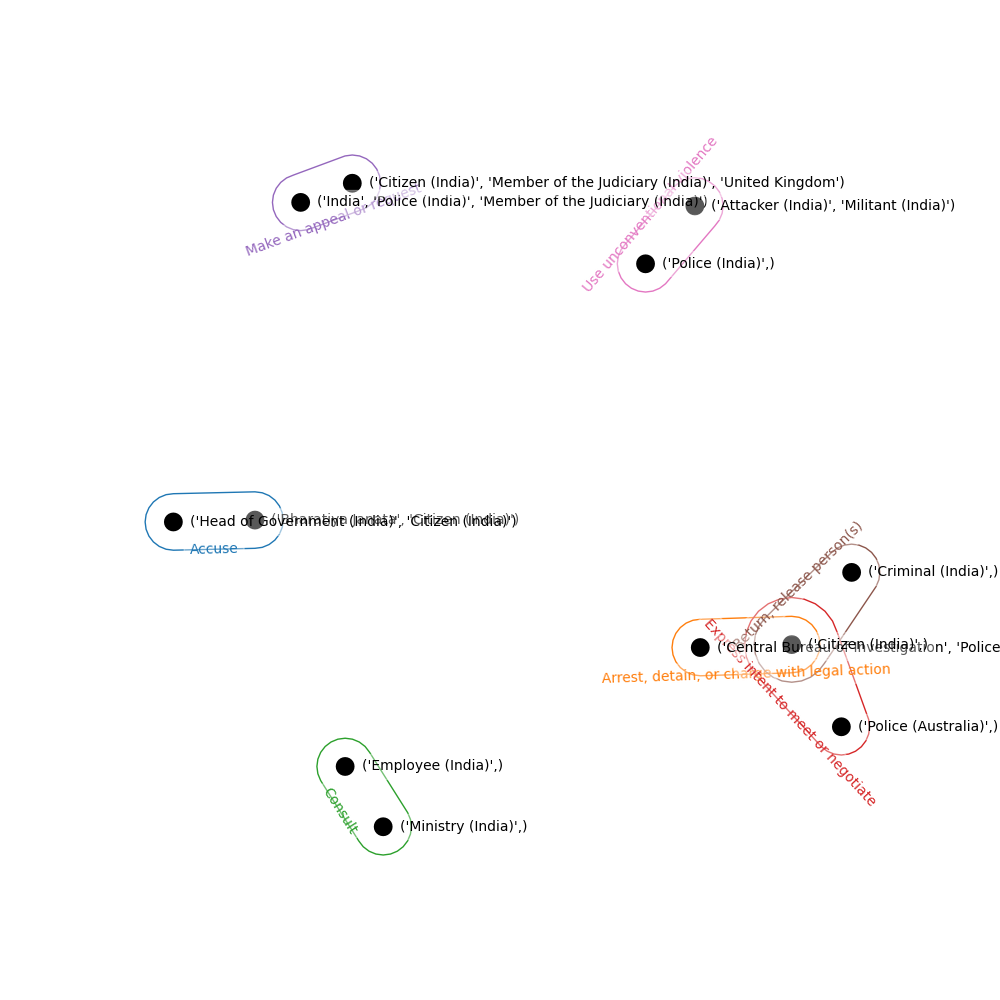 Use unconventional violence
('Citizen (India)', 'Member of the Judiciary (India)', 'United Kingdom')
('India', 'Police (India)', 'Member of the Judiciary (India)')
('Attacker (India)', 'Militant (India)')
Make an appeal or request
('Police (India)',)
('Head of Government (India)', 'Citizen (India)')
('Bharatiya Janata', 'Citizen (India)')
Accuse
Return, release person(s)
('Criminal (India)',)
('Citizen (India)',)
('Central Bureau of Investigation', 'Police
Arrest, detain, or charge with legal action
Express intent to meet or negotiate
('Police (Australia)',)
('Employee (India)',)
Consult
('Ministry (India)',)